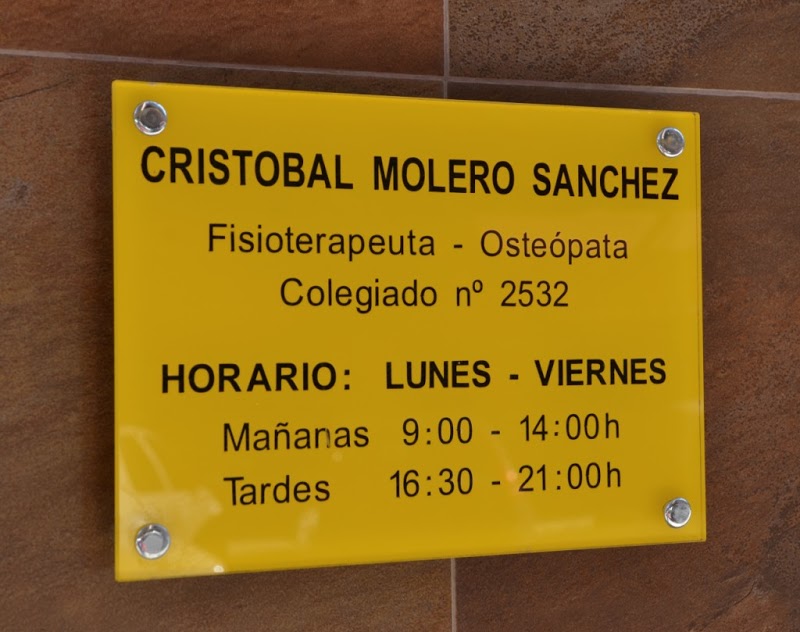 CRISTOBAL MOLERO SANCHEZ
Fisioterapeuta - Osteópata
Colegiado nº 2532
HORARIO: LUNES - VIERNES
Mañanas 9:00 - 14:00h
Tardes 16:30 - 21:00h